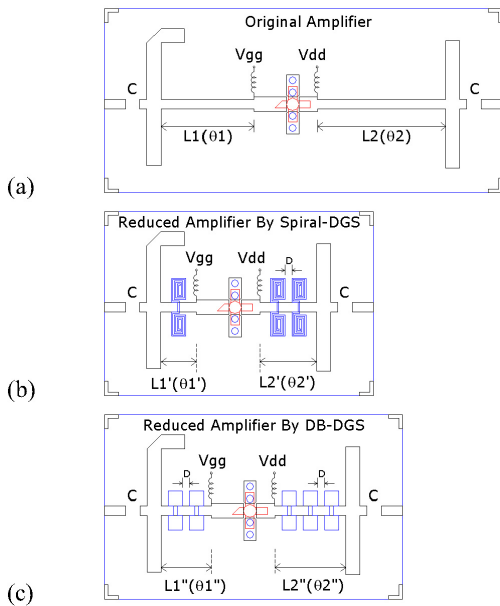 Original Amplifier
Vgg Vdd
C C
L1(θ1) L2(θ2)
(a)
Reduced Amplifier By Spiral-DGS
Vgg Vdd D
C C
L1'(θ1') L2'(θ2')
(b)
Reduced Amplifier By DB-DGS
Vgg Vdd
D D
C C
L1"(θ1") L2"(θ2")
(c)